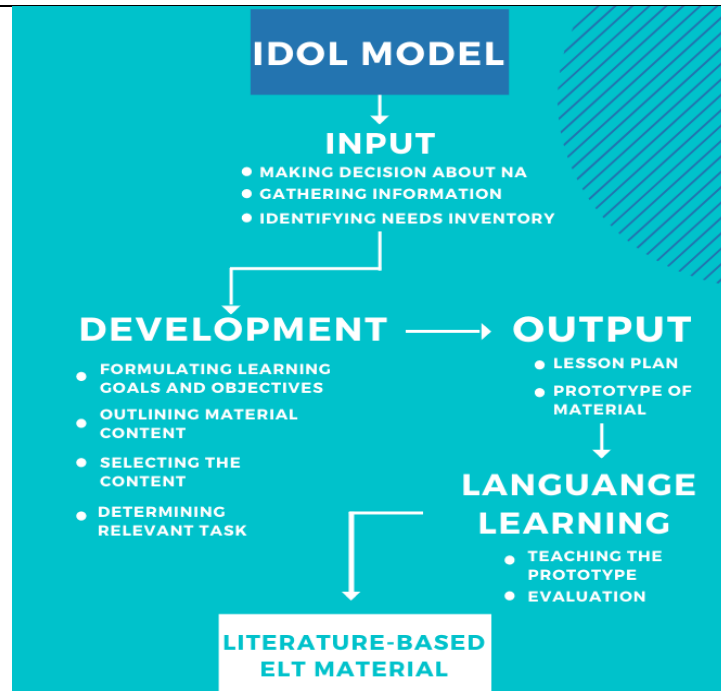 IDOL MODEL
INPUT
MAKING DECISION ABOUT NA
GATHERING INFORMATION
IDENTIFYING NEEDS INVENTORY
DEVELOPMENT
FORMULATING LEARNING
GOALS AND OBJECTIVES
OUTLINING MATERIAL
CONTENT
SELECTING THE
CONTENT
DETERMINING
RELEVANT TASK
OUTPUT
LESSON PLAN
PROTOTYPE OF
MATERIAL
LANGUANGE
LEARNING
TEACHING THE
PROTOTYPE
EVALUATION
LITERATURE-BASED
ELT MATERIAL